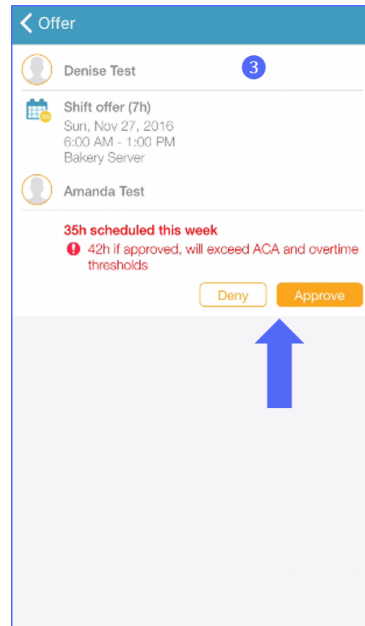 Offer
Denise Test
3
Shift offer (7h)
Sun, Nov 27, 2016
6:00 AM - 1:00 PM
Bakery Server
Amanda Test
35h scheduled this week
42h if approved, will exceed ACA and overtime
thresholds
Deny
Approve